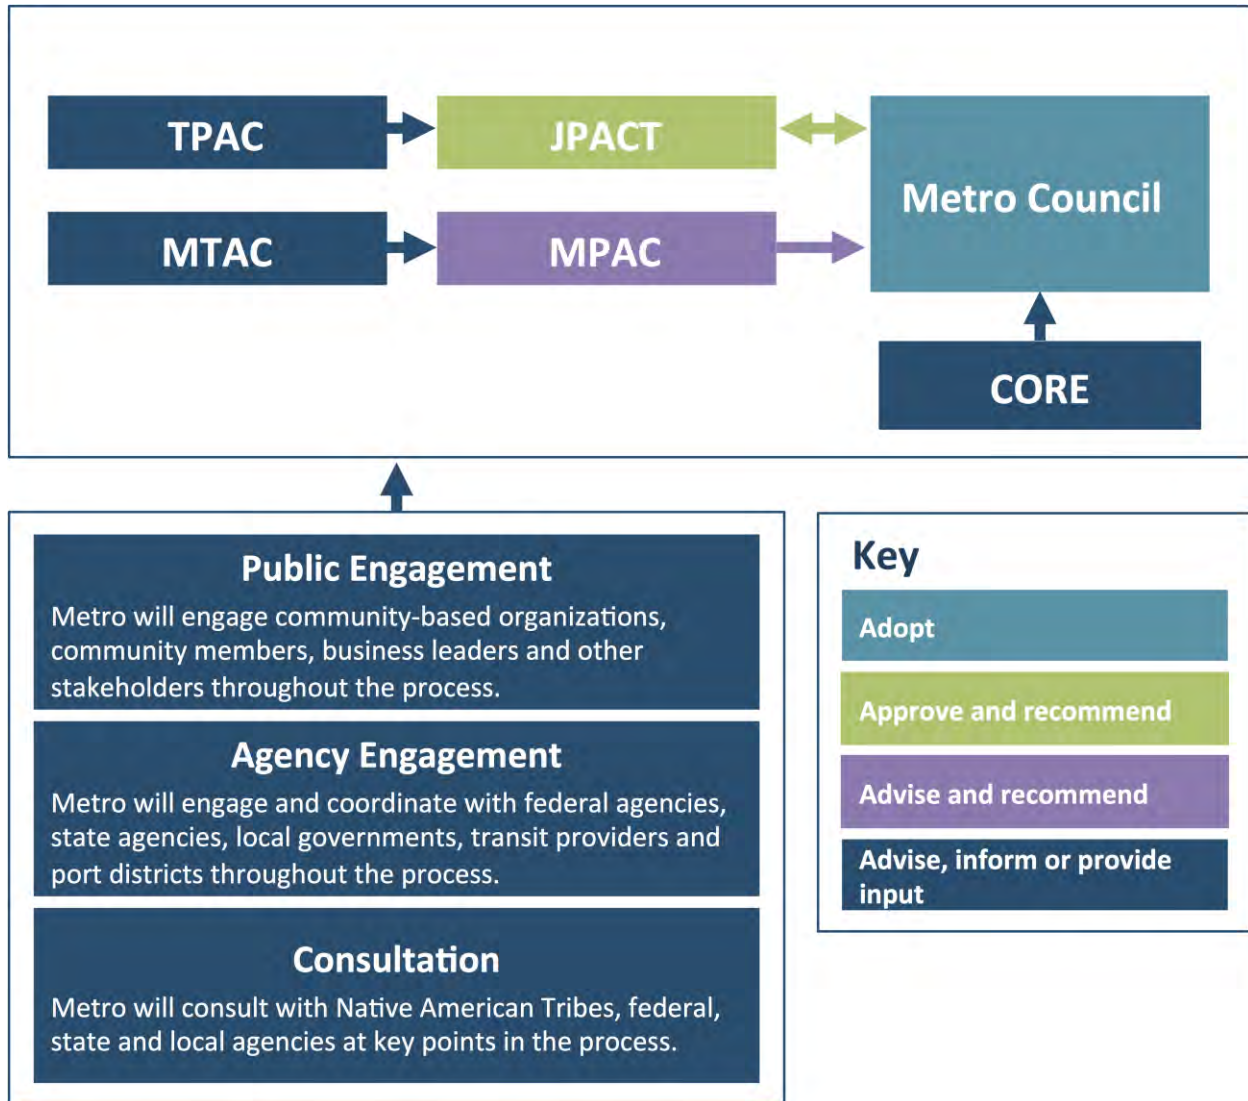 TPAC
JPACT
Metro Council
MTAC
MPAC
CORE
Public Engagement
Metro will engage community-based organizations,
community members, business leaders and other
stakeholders throughout the process.
Agency Engagement
Metro will engage and coordinate with federal agencies,
state agencies, local governments, transit providers and
port districts throughout the process.
Consultation
Metro will consult with Native American Tribes, federal,
state and local agencies at key points in the process.
Key
Adopt
Approve and recommend
Advise and recommend
Advise, inform or provide
input